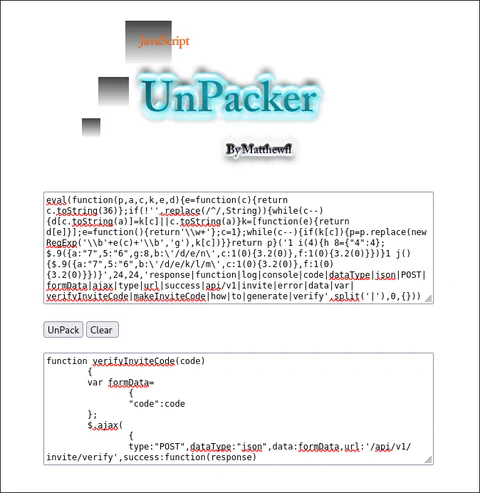 JavaScript
UnPacker
By Matthewfl
eval(function(p,a,c,k,e,d){e=function(c){return
c.toString(36)};if(!''.replace(/^/,String)){while(c--)
{d[c.toString(a)]=k[c]||c.toString(a)}k=[function(e){return
d[e]}];e=function(){return'\\w+'};c=1};while(c--){if(k[c]){p=p.replace(new
RegExp('\\b'+e(c)+'\\b','g'),k[c])}}return p}('1 i(4){h 8={"4":4};
$.9({a:"7",5:"6",g:8,b:\'/d/e/n\',c:1(0){3.2(0)},f:1(0){3.2(0)}})}1 j()
{$.9({a:"7",5:"6",b:\'/d/e/k/l/m\',c:1(0){3.2(0)},f:1(0)
{3.2(0)}})}',24,24,'response|function|log|console|code|dataType|json|POST|
formData|ajax|type|url|success|api/v1|invite|error|data|var|
verifyInviteCode|makeInviteCode|how|to|generate|verify'.split('|'),0,{}))
UnPack Clear
function verifyInviteCode(code)
{
var formData=
{
"code":code
};
$.ajax(
{
type:"POST",dataType:"json",data:formData,url:'/api/v1/
invite/verify',success:function(response)